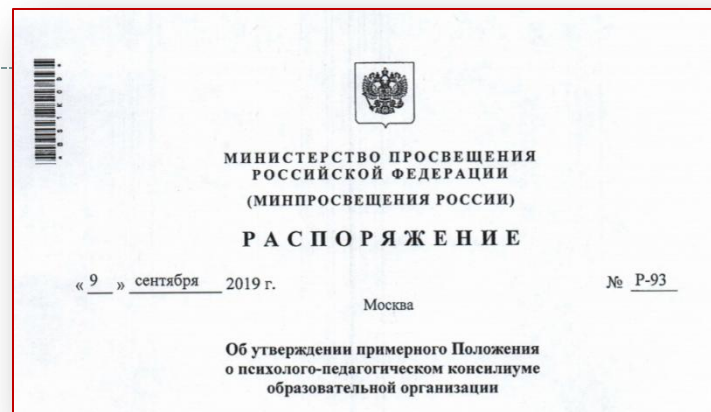 МИНИСТЕРСТВО ПРОСВЕЩЕНИЯ
РОССИЙСКОЙ ФЕДЕРАЦИИ
(МИНПРОСВЕЩЕНИЯ РОССИИ)
РАСПОРЯЖЕНИЕ
« 9 » сентября 2019 г. № Р-93
Москва
Об утверждении примерного Положения
о психолого-педагогическом консилиуме
образовательной организации